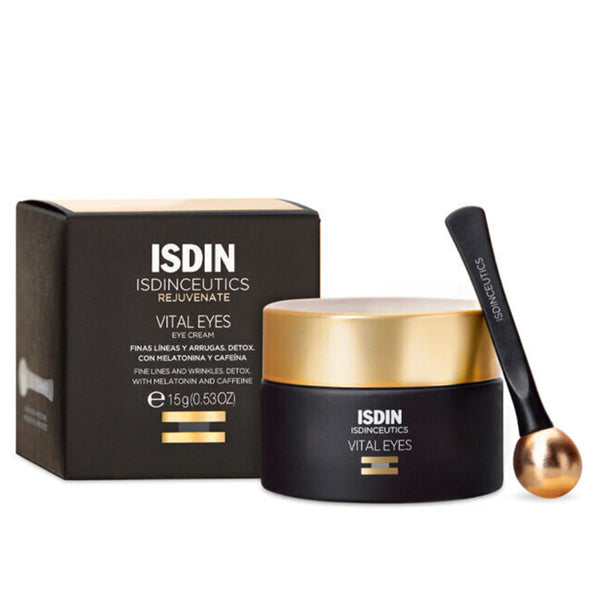 ISDIN
ISDINCEUTICS
REJUVENATE
VITAL EYES
EYE CREAM
FINAS LÍNEAS Y ARRUGAS. DETOX.
CON MELATONINA Y CAFEÍNA
FINE LINES AND WRINKLES. DETOX.
WITH MELATONIN AND CAFFEINE
℮ 15g(0.53OZ)
ISDIN
ISDINCEUTICS
VITAL EYES
ISDINCEUTICS